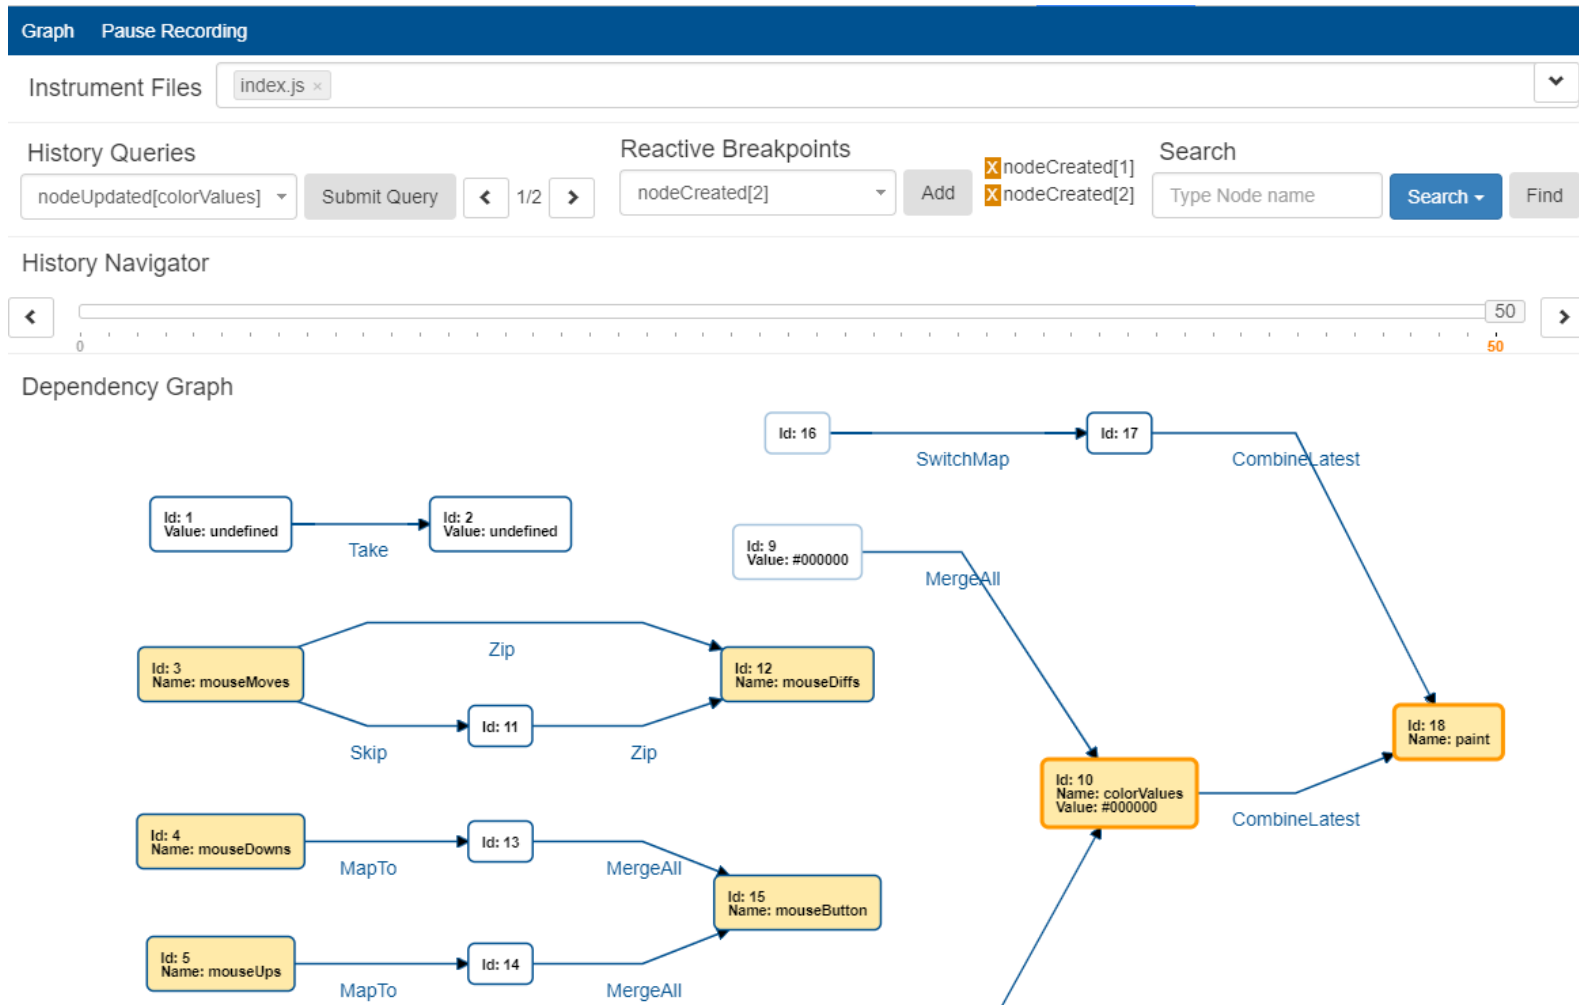 Graph Pause Recording
Instrument Files index.js ×
History Queries
nodeUpdated[colorValues] Submit Query 1/2
Reactive Breakpoints
nodeCreated[2] Add
X nodeCreated[1]
X nodeCreated[2]
Search
Type Node name Search Find
History Navigator
50
0 50
Dependency Graph
Id: 16
SwitchMap
Id: 17
CombineLatest
Id: 1
Value: undefined
Take
Id: 2
Value: undefined
Id: 9
Value: #000000
MergeAll
Id: 3
Name: mouseMoves
Zip
Id: 12
Name: mouseDiffs
Skip
Id: 11
Zip
Id: 18
Name: paint
Id: 10
Name: colorValues
Value: #000000
CombineLatest
Id: 4
Name: mouseDowns
MapTo
Id: 13
MergeAll
Id: 15
Name: mouseButton
Id: 5
Name: mouseUps
MapTo
Id: 14
MergeAll